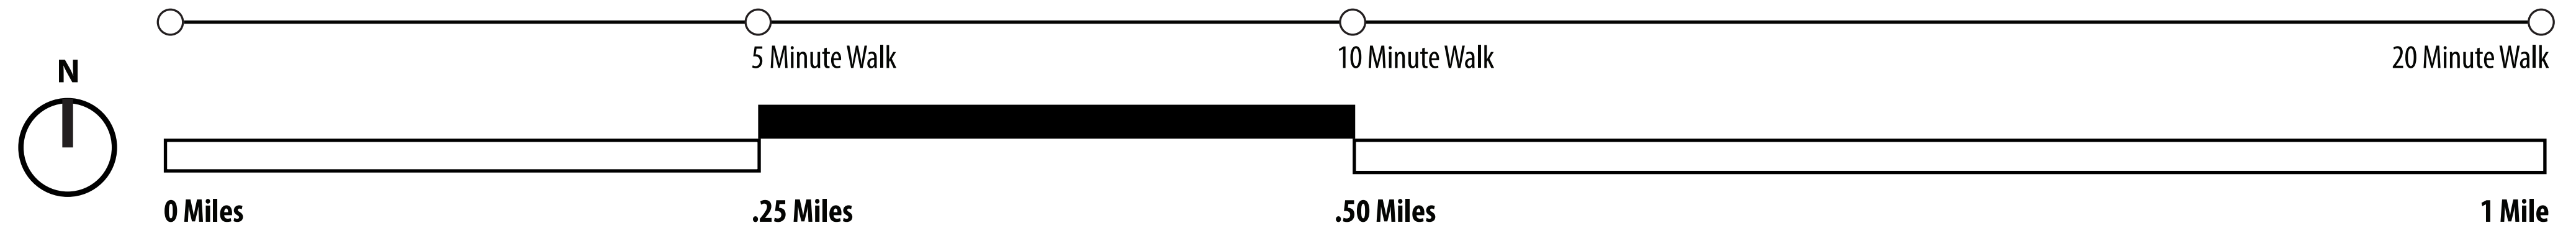 5 Minute Walk
10 Minute Walk
20 Minute Walk
N
0 Miles
.25 Miles
.50 Miles
1 Mile